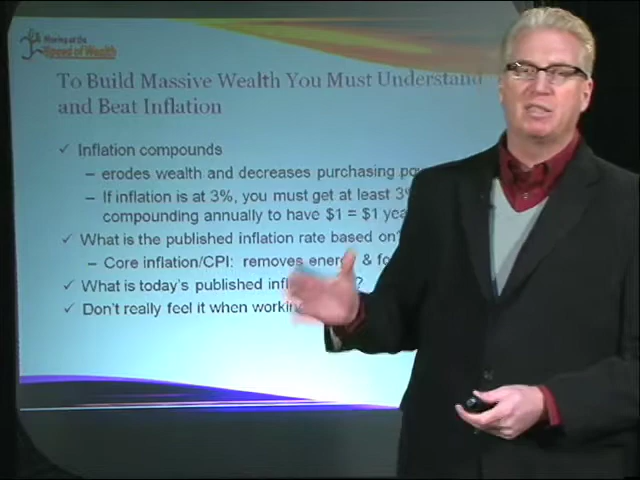 Moving at the
Speed of Wealth
To Build Massive Wealth You Must Understand
and Beat Inflation
✓ Inflation compounds
– erodes wealth and decreases purchasing po
– If inflation is at 3%, you must get at least 3%
compounding annually to have $1 = $1 yea
✓ What is the published inflation rate based on?
– Core inflation/CPI: removes energy & fo
✓ What is today's published infl ?
✓ Don't really feel it when workin